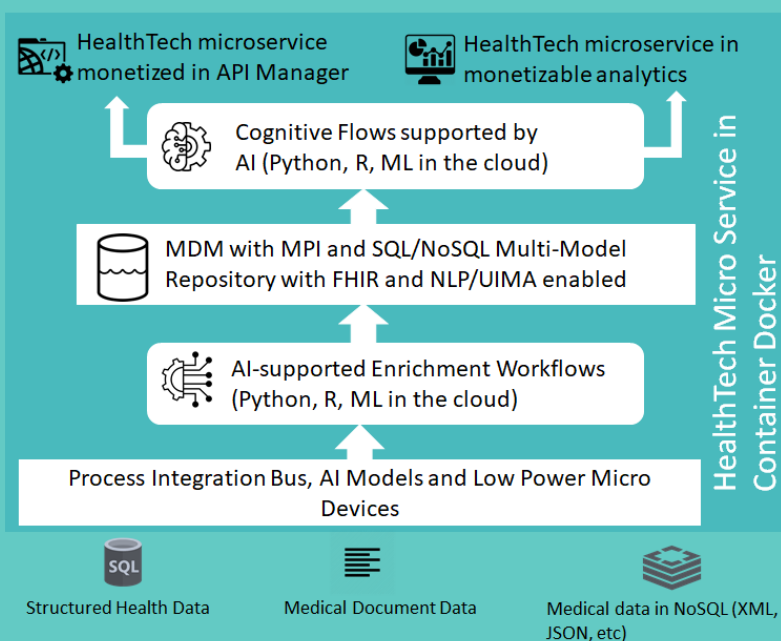 HealthTech microservice
monetized in API Manager
HealthTech microservice in
monetizable analytics
Cognitive Flows supported by
AI (Python, R, ML in the cloud)
MDM with MPI and SQL/NoSQL Multi-Model
Repository with FHIR and NLP/UIMA enabled
AI-supported Enrichment Workflows
(Python, R, ML in the cloud)
Process Integration Bus, AI Models and Low Power Micro
Devices
HealthTech Micro Service in
Container Docker
SQL
Structured Health Data
Medical Document Data
Medical data in NoSQL (XML,
JSON, etc)